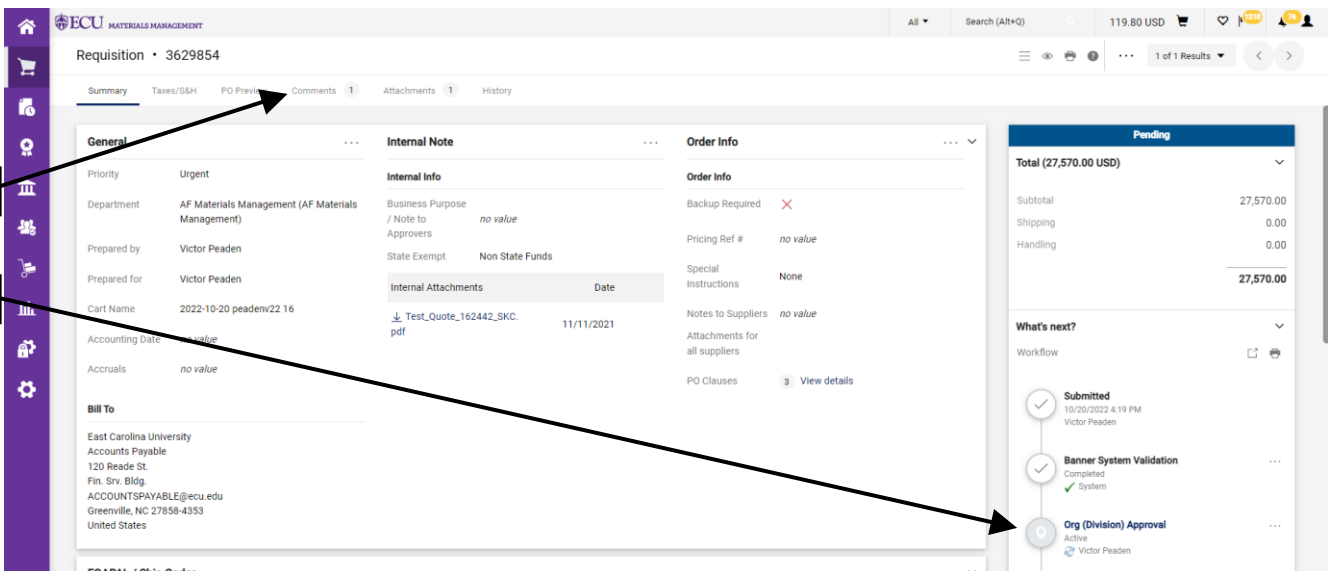 ECU MATERIALS MANAGEMENT
All
Search (Alt+Q)
119.80 USD
1318
76
Requisition • 3629854
1 of 1 Results
Summary
Taxes/S&H
PO Preview
Comments 1
Attachments 1
History
General
Priority
Urgent
Department
AF Materials Management (AF Materials
Management)
Prepared by
Victor Peaden
Prepared for
Victor Peaden
Cart Name
2022-10-20 peadenv22 16
Accounting Date
no value
Accruals
no value
Bill To
East Carolina University
Accounts Payable
120 Reade St.
Fin. Srv. Bldg.
ACCOUNTSPAYABLE@ecu.edu
Greenville, NC 27858-4353
United States
Internal Note
Internal Info
Business Purpose
/ Note to
Approvers
no value
State Exempt
Non State Funds
Internal Attachments
Date
Test_Quote_162442_SKC.
pdf
11/11/2021
Order Info
Order Info
Backup Required
Pricing Ref #
no value
Special
Instructions
None
Notes to Suppliers
no value
Attachments for
all suppliers
PO Clauses
3 View details
Pending
Total (27,570.00 USD)
Subtotal
27,570.00
Shipping
0.00
Handling
0.00
27,570.00
What's next?
Workflow
Submitted
10/20/2022 4:19 PM
Victor Peaden
Banner System Validation
Completed
System
Org (Division) Approval
Active
Victor Peaden